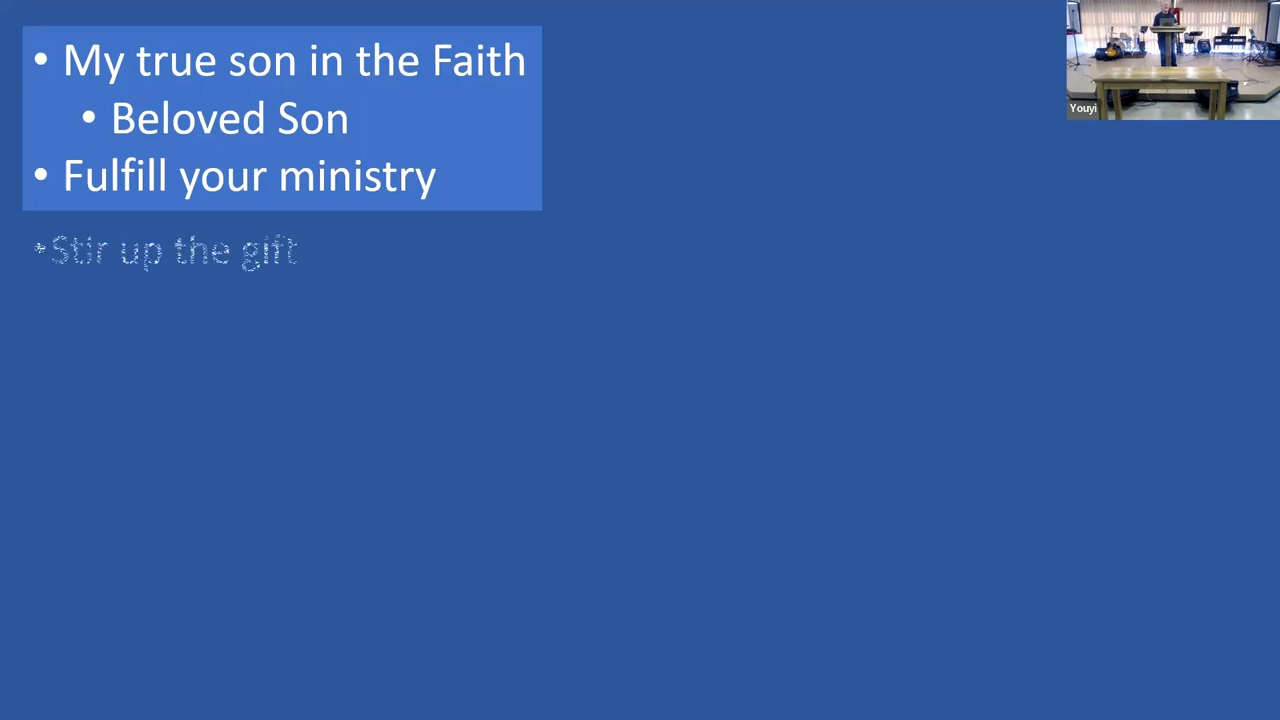 • My true son in the Faith
• Beloved Son
• Fulfill your ministry
•Stir up the gift
Youyi